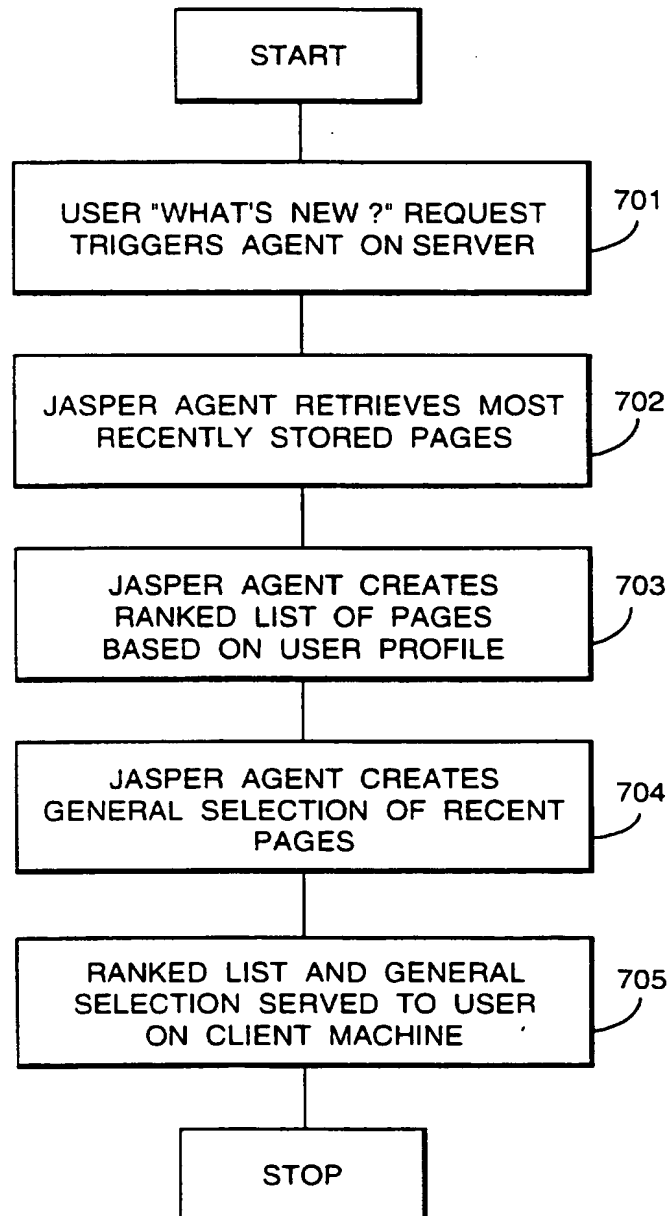 START
USER "WHAT'S NEW ?" REQUEST
TRIGGERS AGENT ON SERVER
701
JASPER AGENT RETRIEVES MOST
RECENTLY STORED PAGES
702
JASPER AGENT CREATES
RANKED LIST OF PAGES
BASED ON USER PROFILE
703
JASPER AGENT CREATES
GENERAL SELECTION OF RECENT
PAGES
704
RANKED LIST AND GENERAL
SELECTION SERVED TO USER
ON CLIENT MACHINE
705
STOP